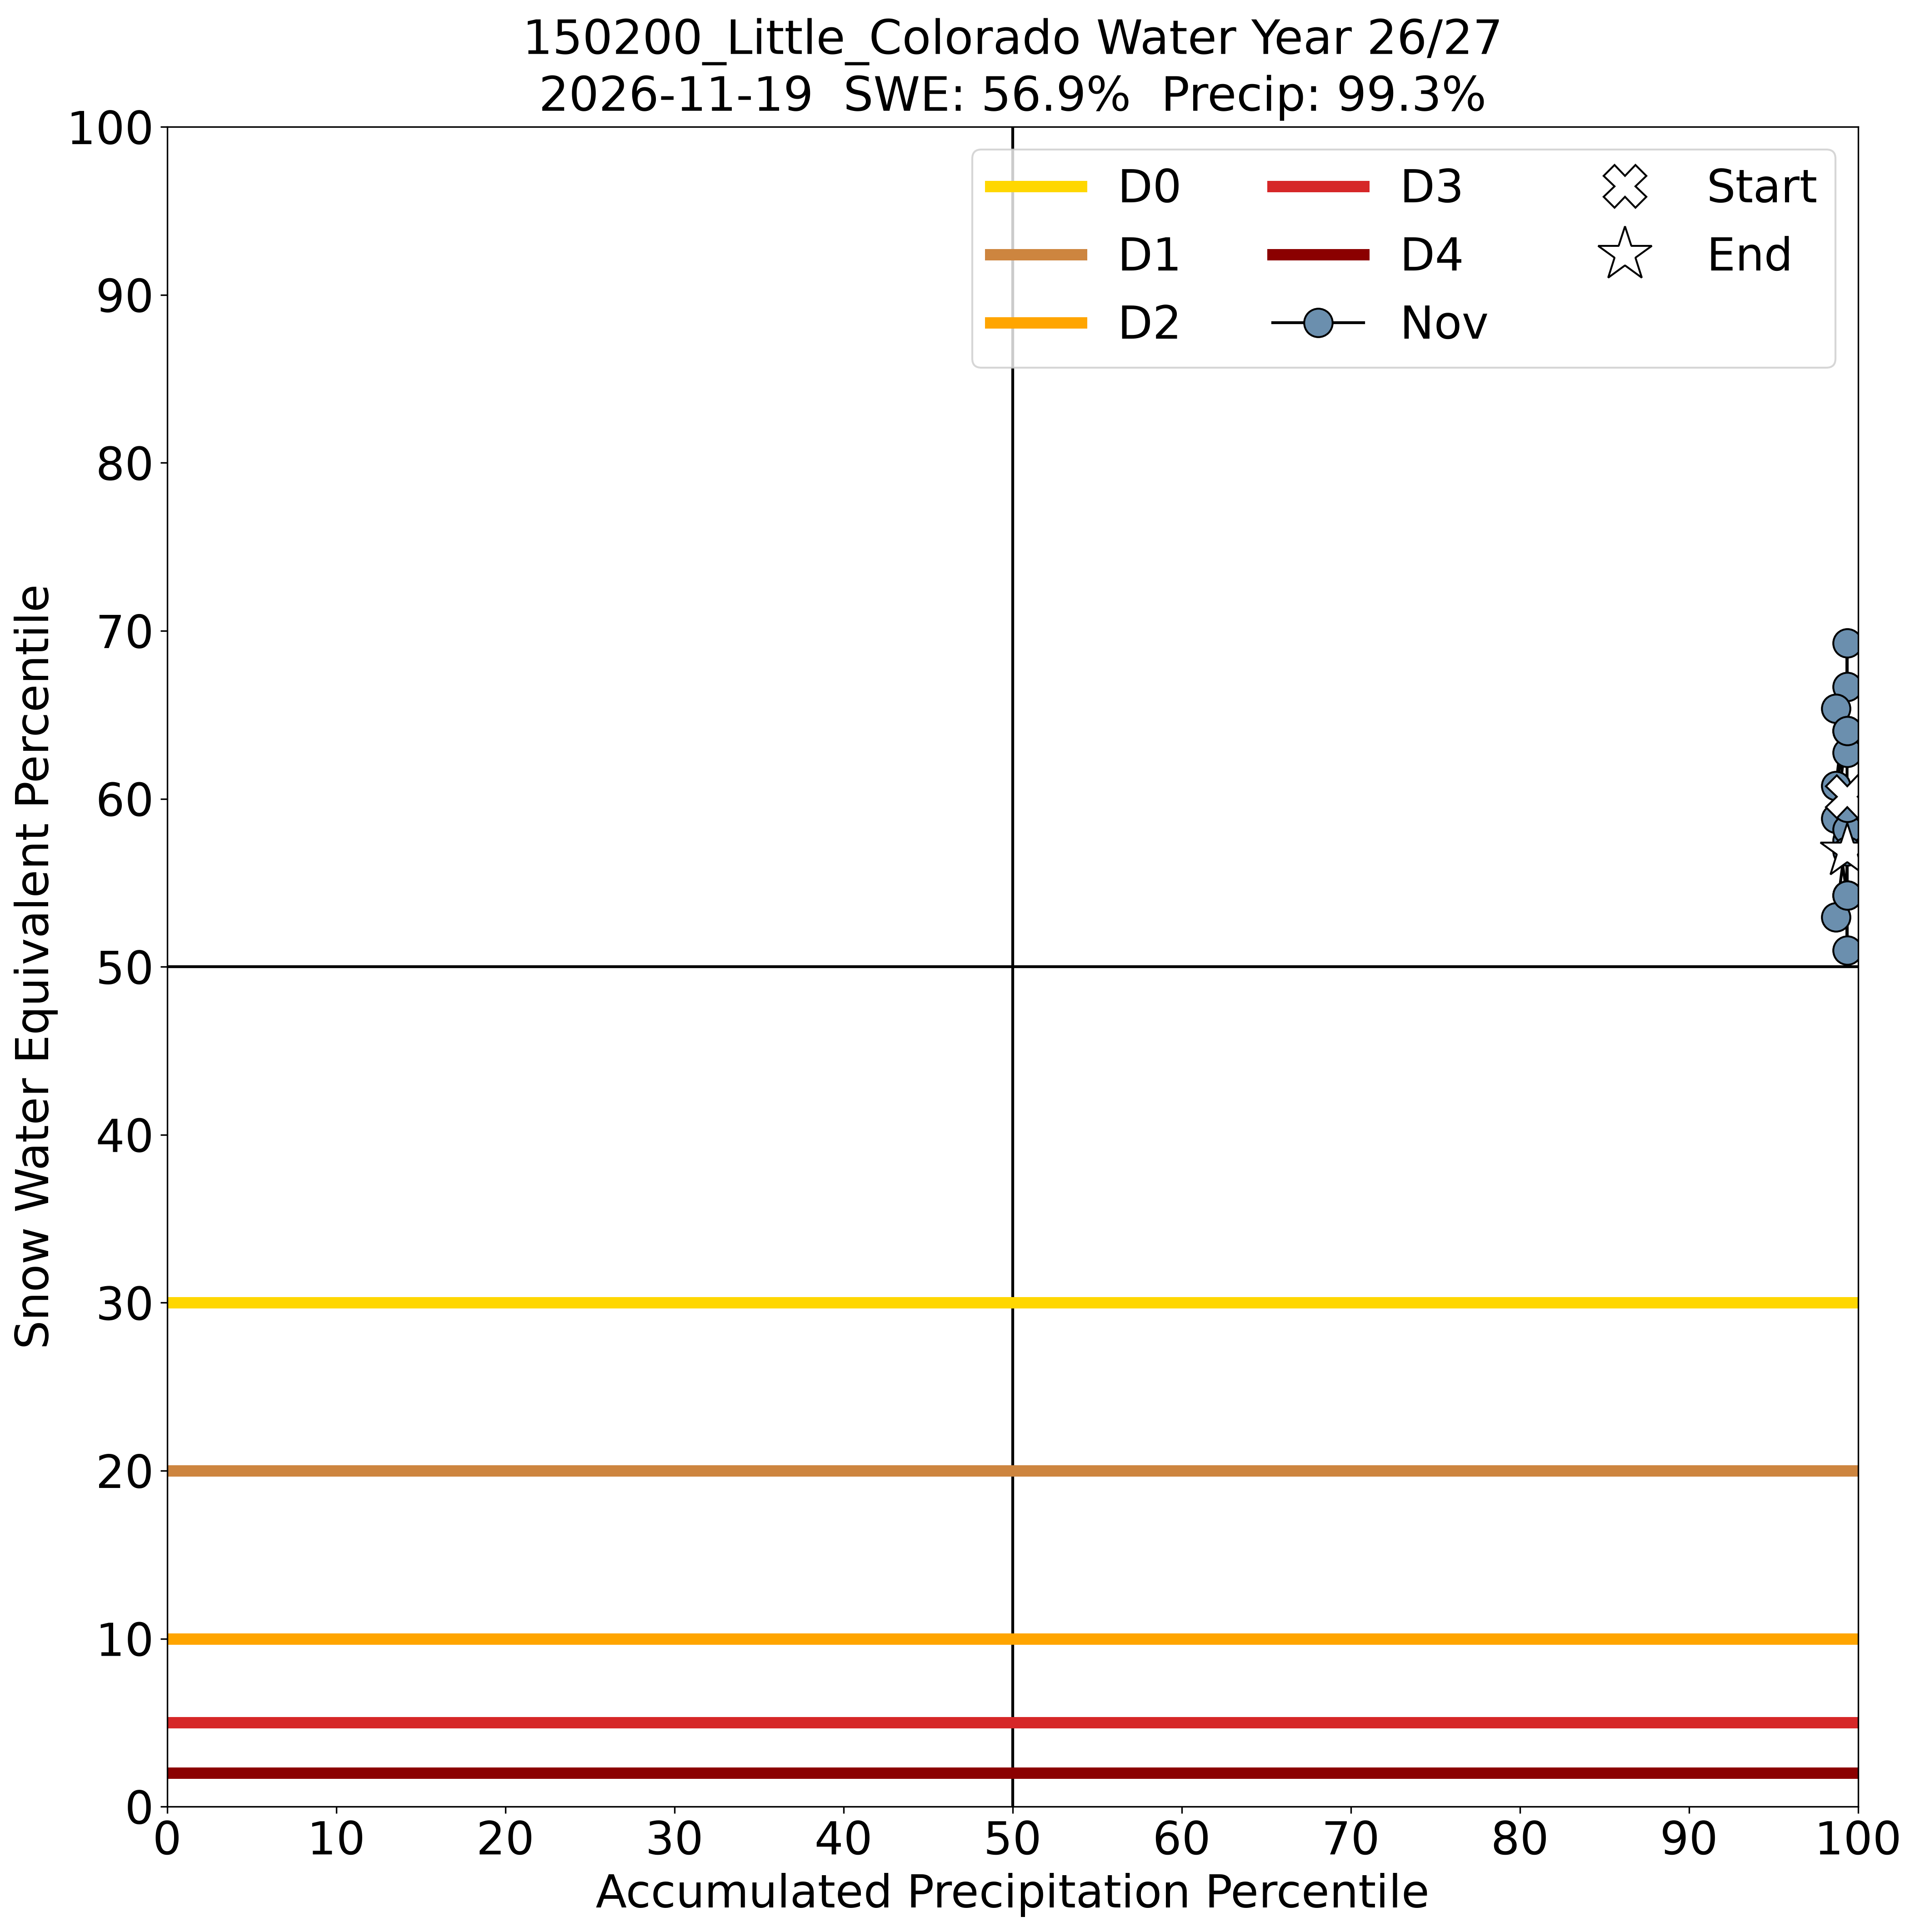 150200_Little_Colorado Water Year 26/27
2026-11-19  SWE: 56.9%  Precip: 99.3%
100
90
80
70
60
50
40
30
20
10
0
Snow Water Equivalent Percentile
D0
D1
D2
D3
D4
Nov
Start
End
0 10 20 30 40 50 60 70 80 90 100
Accumulated Precipitation Percentile